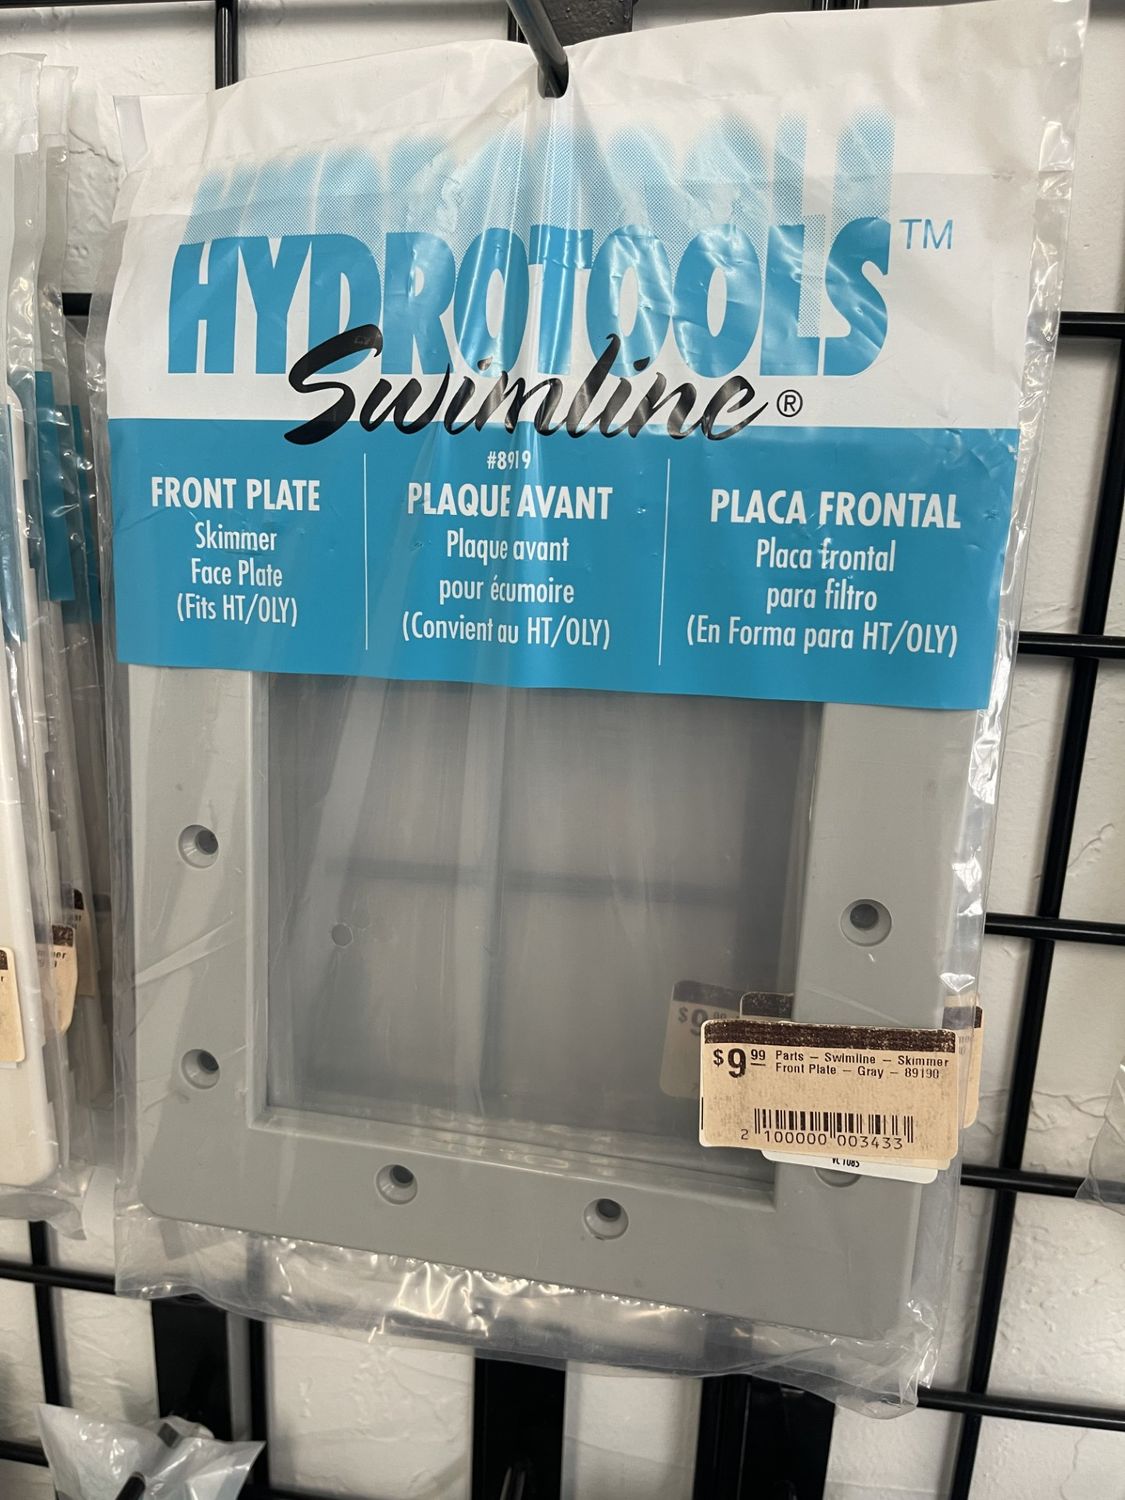 HYDROTOOLS™
Swimline®
#8919
FRONT PLATE
Skimmer
Face Plate
(Fits HT/OLY)
PLAQUE AVANT
Plaque avant
pour écumoire
(Convient au HT/OLY)
PLACA FRONTAL
Placa frontal
para filtro
(En Forma para HT/OLY)
$9.99 Parts — Swimline — Skimmer
Front Plate — Gray — 89190
2 100000 003433
$9